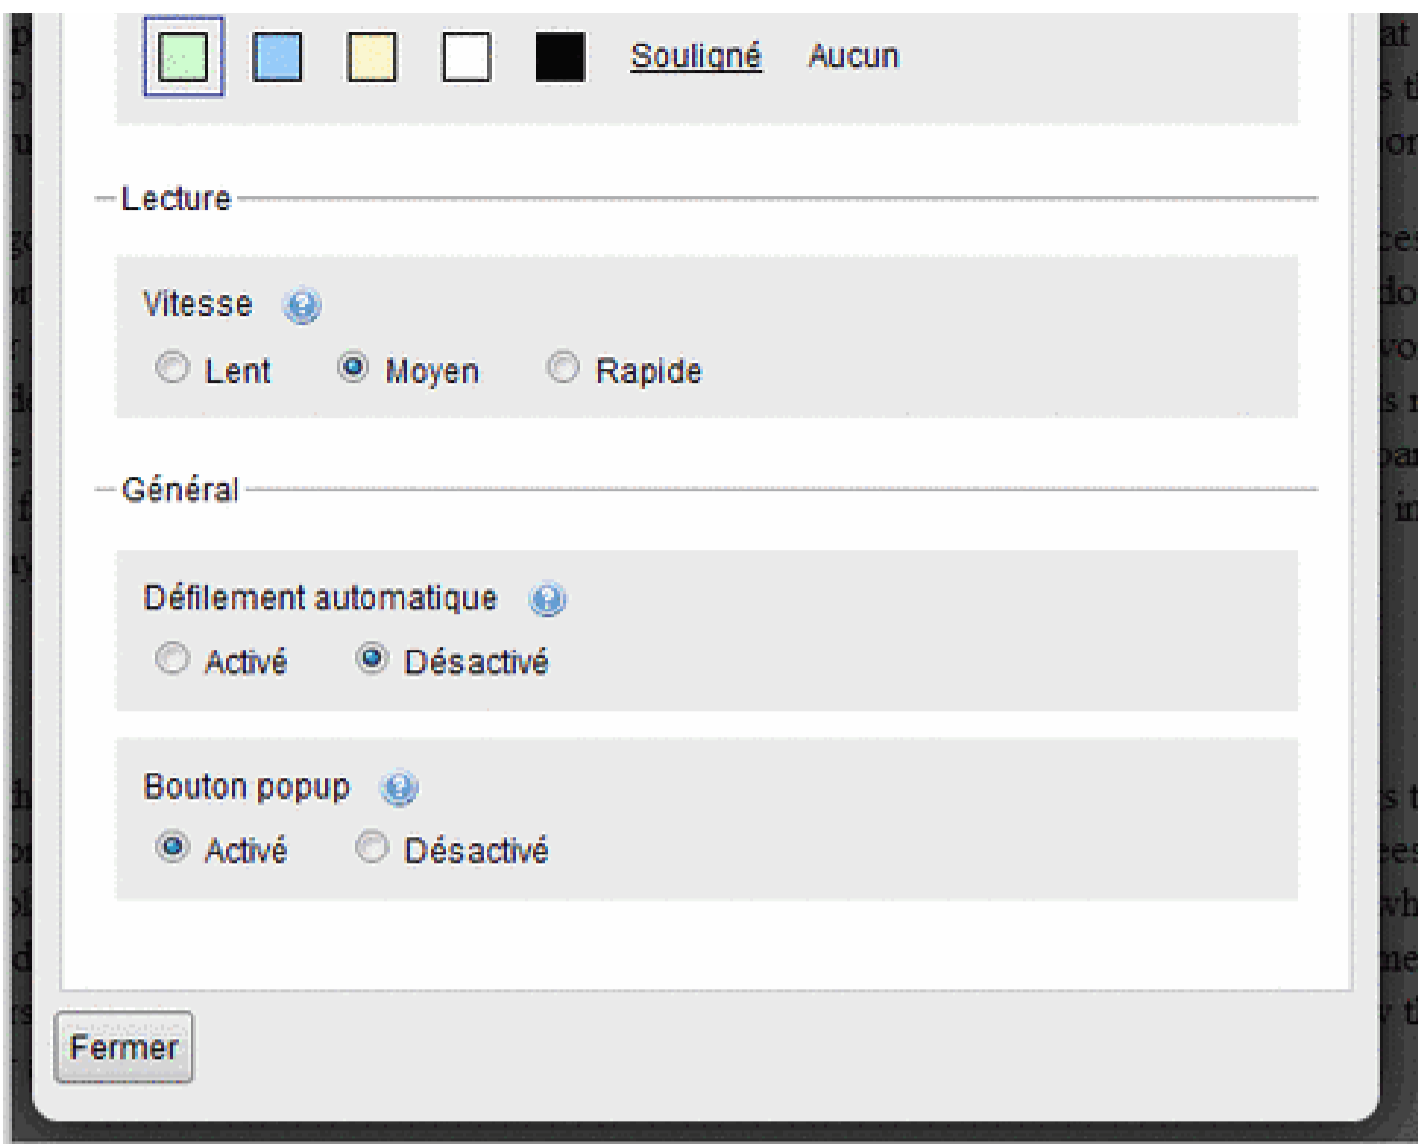 Souligné Aucun
Lecture
Vitesse
Lent Moyen Rapide
Général
Défilement automatique
Activé Désactivé
Bouton popup
Activé Désactivé
Fermer